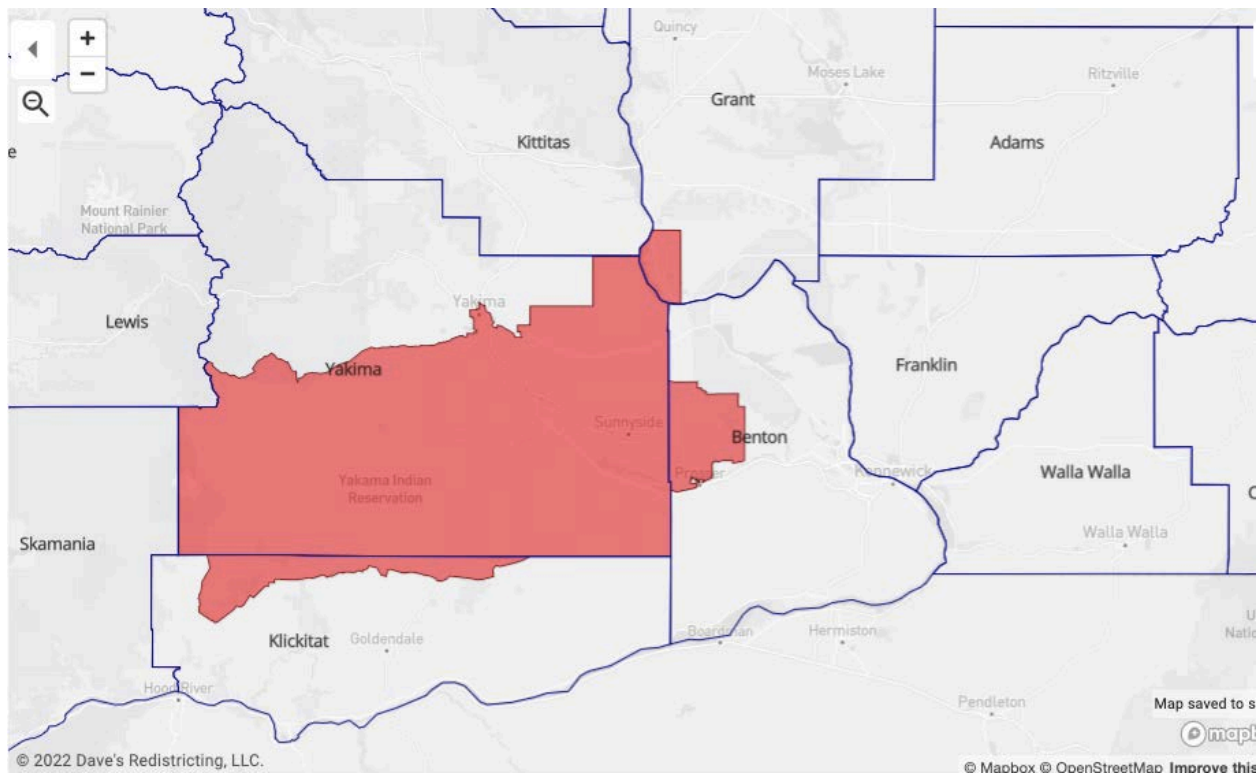 +
−
Quincy
Moses Lake
Ritzville
Grant
Kittitas
Adams
e
Mount Rainier
National Park
Yakima
Lewis
Yakima
Franklin
Sunnyside
Benton
Yakama Indian
Reservation
Prosser
Kennewick
Walla Walla
Skamania
Walla Walla
Klickitat
Goldendale
Boardman
Hermiston
Hood River
Pendleton
Map saved to s
© 2022 Dave's Redistricting, LLC.
mapb
© Mapbox © OpenStreetMap Improve this